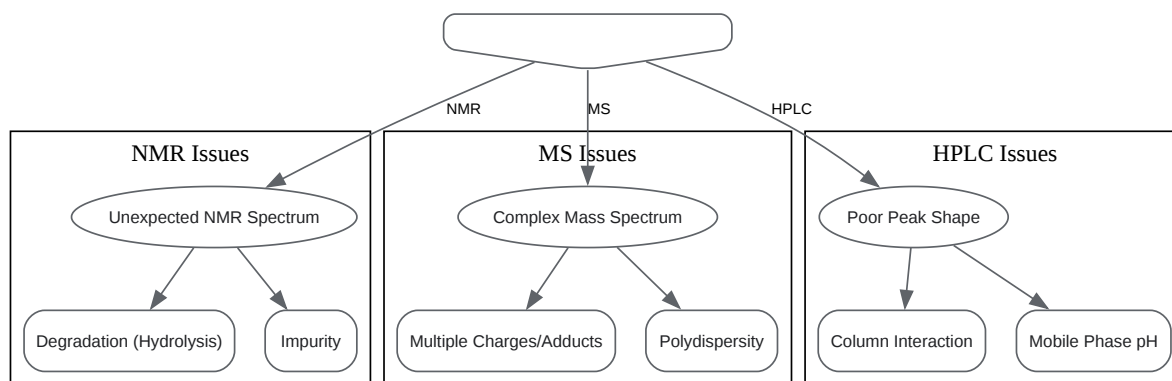 NMR
MS
HPLC
NMR Issues
MS Issues
HPLC Issues
Unexpected NMR Spectrum
Complex Mass Spectrum
Poor Peak Shape
Degradation (Hydrolysis)
Impurity
Multiple Charges/Adducts
Polydispersity
Column Interaction
Mobile Phase pH